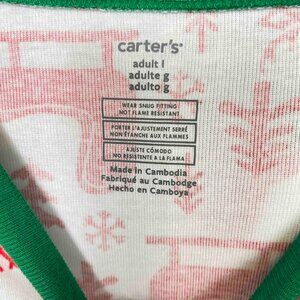 carter's
adult l
adulte g
adulto g
WEAR SNUG FITTING
NOT FLAME RESISTANT
PORTER L'AJUSTEMENT SERRÉ
NON ÉTANCHE AUX FLAMMES
AJUSTE CÓMODO
NO RESISTENTE A LA FLAMA
Made in Cambodia
Fabriqué au Cambodge
Hecho en Camboya